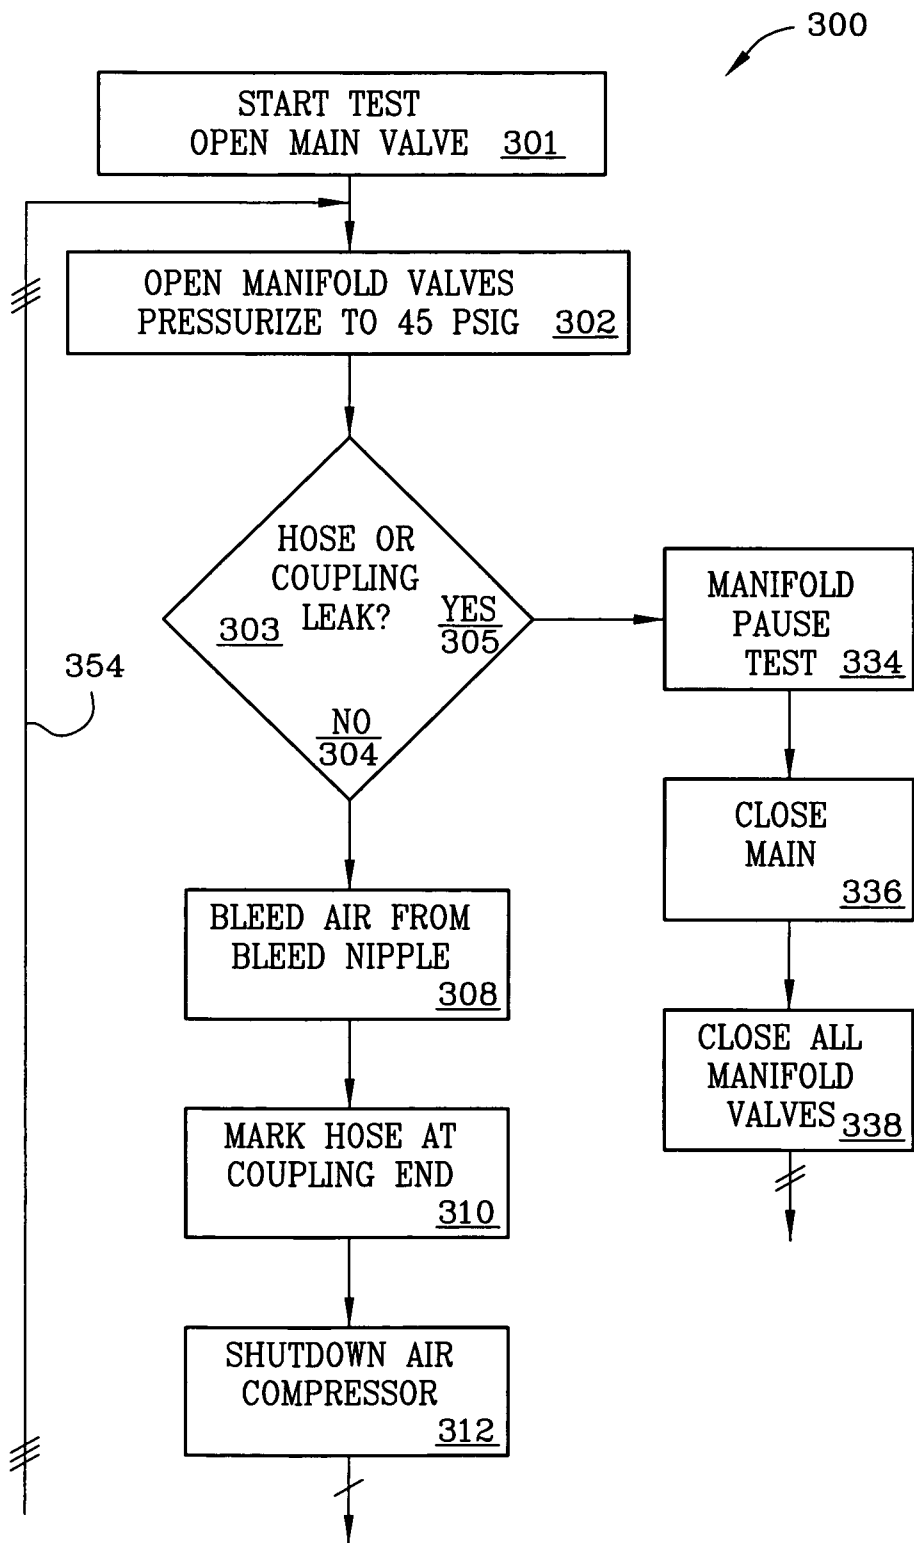 300
START TEST
OPEN MAIN VALVE 301
OPEN MANIFOLD VALVES
PRESSURIZE TO 45 PSIG 302
HOSE OR
COUPLING
LEAK?
303
YES
305
NO
304
354
MANIFOLD
PAUSE
TEST 334
CLOSE
MAIN
336
CLOSE ALL
MANIFOLD
VALVES 338
BLEED AIR FROM
BLEED NIPPLE
308
MARK HOSE AT
COUPLING END
310
SHUTDOWN AIR
COMPRESSOR
312